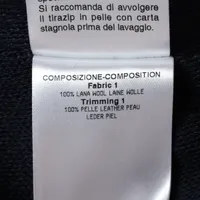 Si raccomanda di avvolgere
il tirazip in pelle con carta
stagnola prima del lavaggio.
COMPOSIZIONE-COMPOSITION
Fabric 1
100% LANA WOOL LAINE WOLLE
Trimming 1
100% PELLE LEATHER PEAU
LEDER PIEL